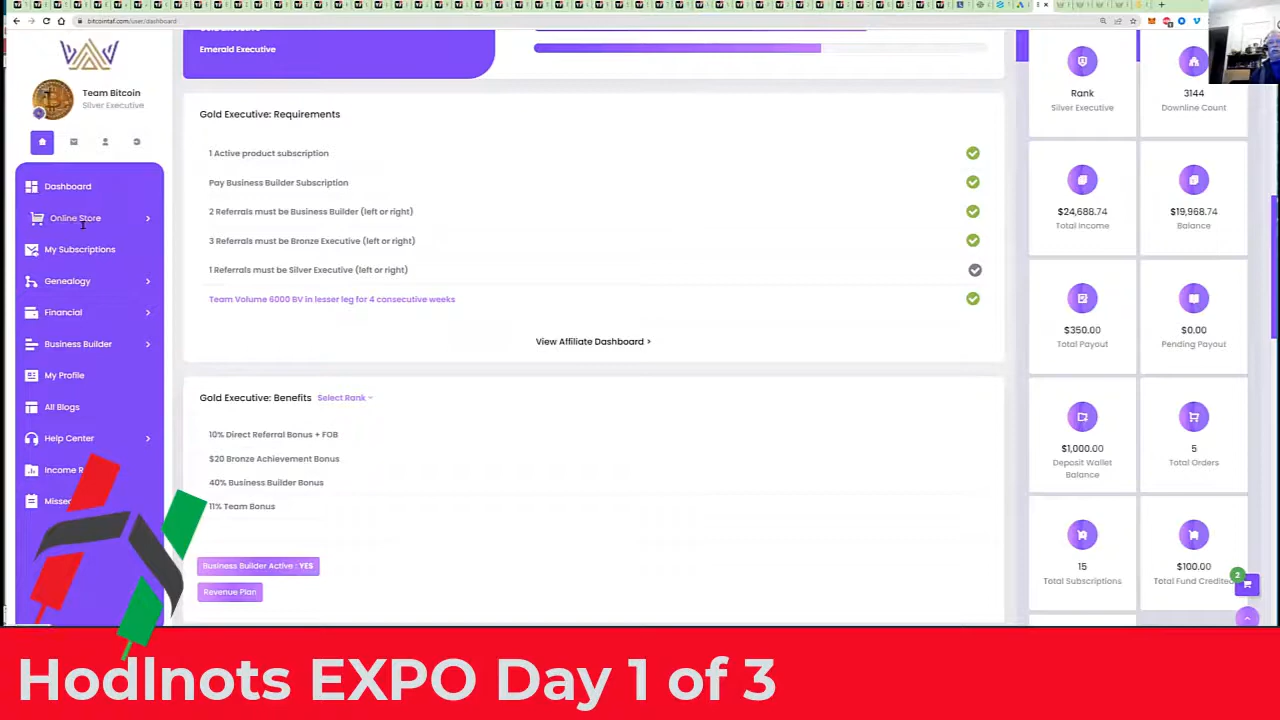 bitcointaf.com/user/dashboard
Team Bitcoin
Silver Executive
Dashboard
Online Store
My Subscriptions
Genealogy
Financial
Business Builder
My Profile
All Blogs
Help Center
Income R
Missed
Emerald Executive
Gold Executive: Requirements
1 Active product subscription
Pay Business Builder Subscription
2 Referrals must be Business Builder (left or right)
3 Referrals must be Bronze Executive (left or right)
1 Referrals must be Silver Executive (left or right)
Team Volume 6000 BV in lesser leg for 4 consecutive weeks
View Affiliate Dashboard >
Gold Executive: Benefits Select Rank
10% Direct Referral Bonus + FOB
$20 Bronze Achievement Bonus
40% Business Builder Bonus
11% Team Bonus
Business Builder Active : YES
Revenue Plan
Rank
Silver Executive
3144
Downline Count
$24,688.74
Total Income
$19,968.74
Balance
$350.00
Total Payout
$0.00
Pending Payout
$1,000.00
Deposit Wallet
Balance
5
Total Orders
15
Total Subscriptions
$100.00
Total Fund Credited
2
Hodlnots EXPO Day 1 of 3